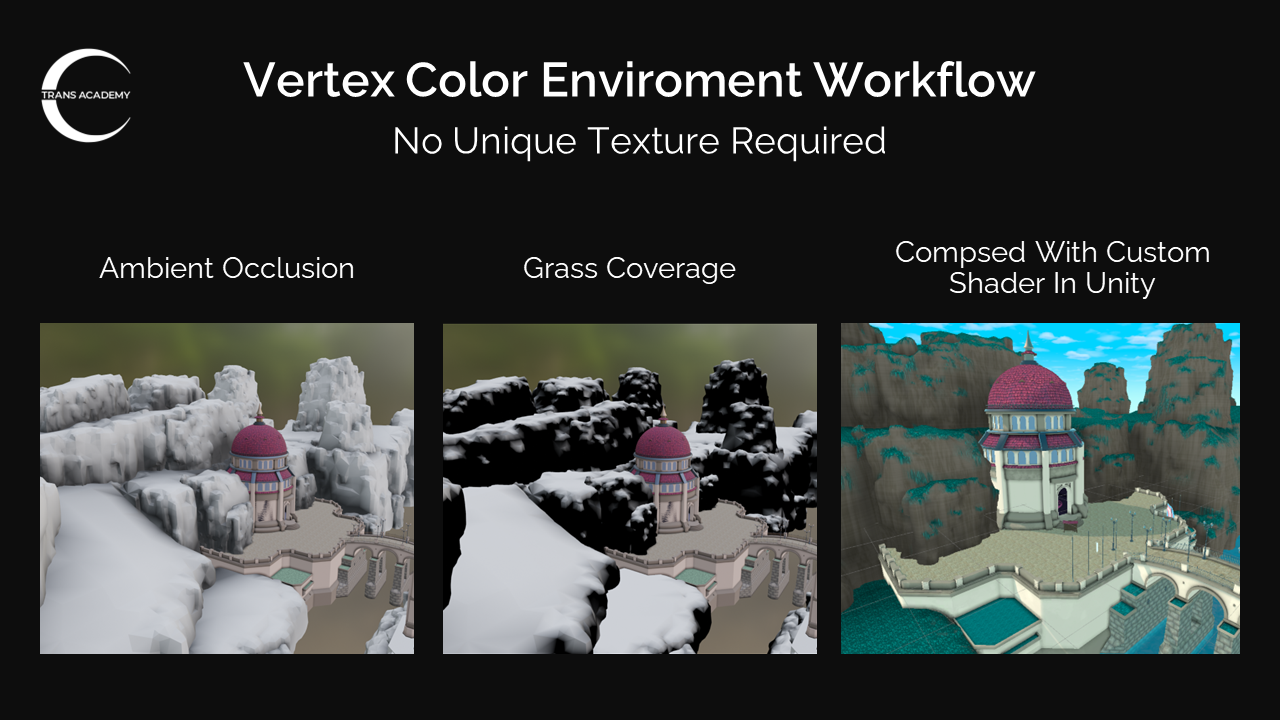 TRANS ACADEMY
Vertex Color Enviroment Workflow
No Unique Texture Required
Ambient Occlusion
Grass Coverage
Compsed With Custom
Shader In Unity